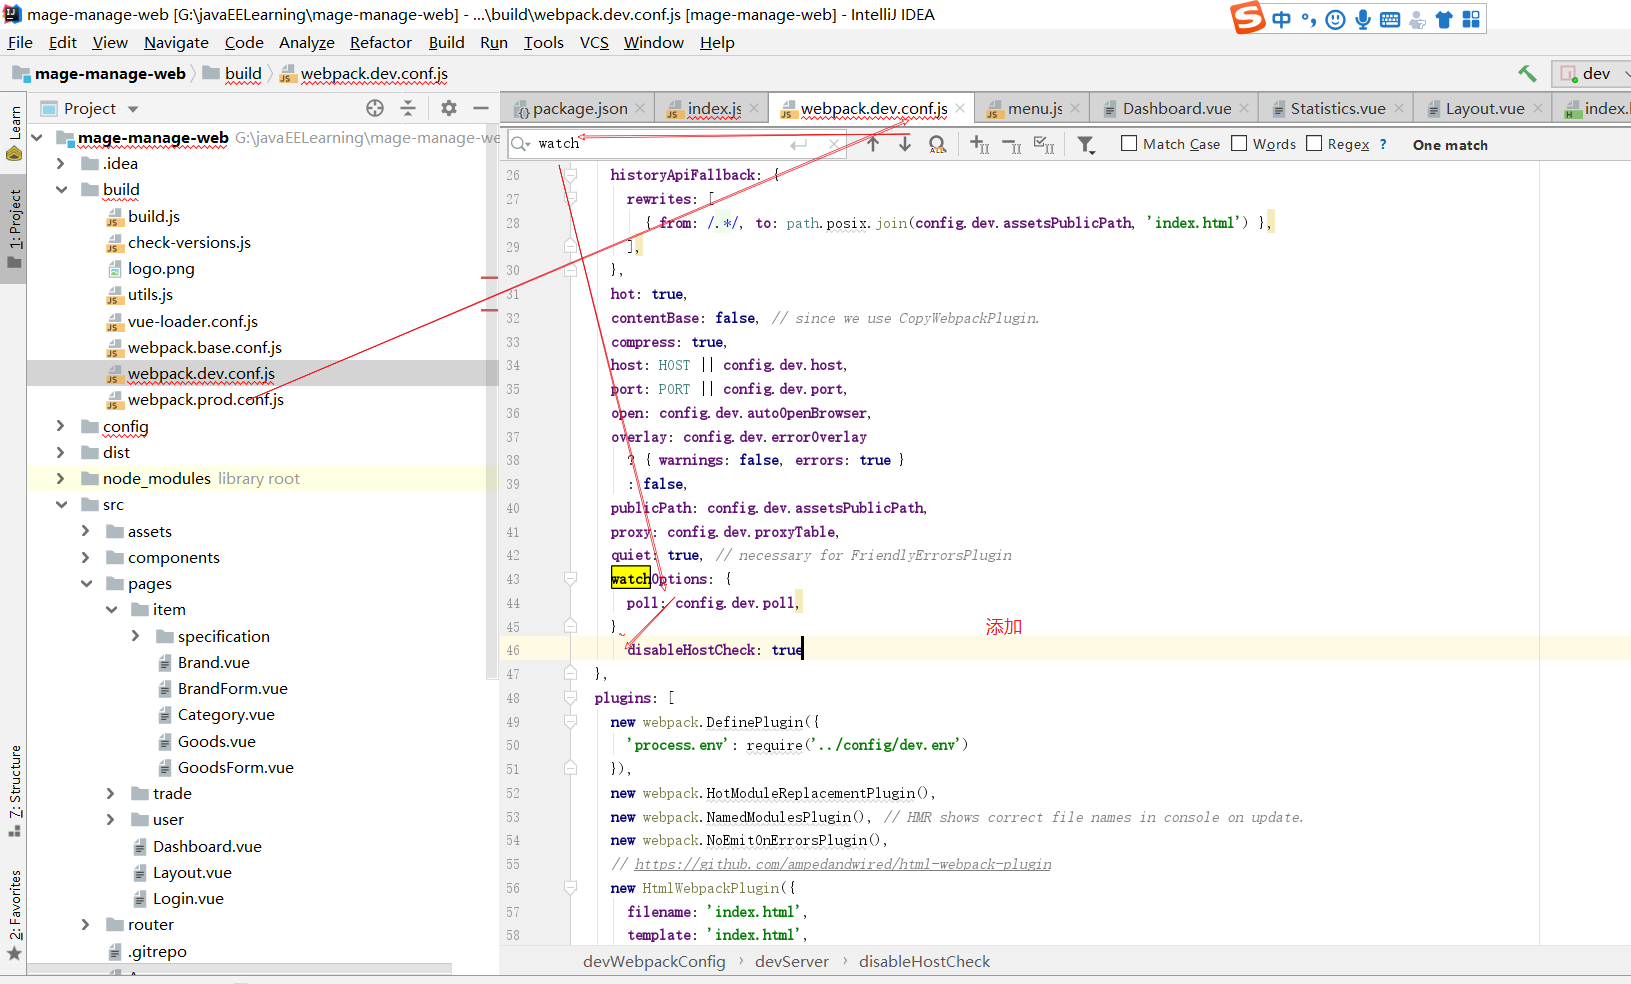 mage-manage-web [G:\javaEELearning\mage-manage-web] - ...\build\webpack.dev.conf.js [mage-manage-web] - IntelliJ IDEA
中
File Edit View Navigate Code Analyze Refactor Build Run Tools VCS Window Help
mage-manage-web build webpack.dev.conf.js
dev
Project
package.json index.js webpack.dev.conf.js menu.js Dashboard.vue Statistics.vue Layout.vue index.
watch
Match Case Words Regex ? One match
Learn
1: Project
7: Structure
2: Favorites
mage-manage-web G:\javaEELearning\mage-manage-we
.idea
build
build.js
check-versions.js
logo.png
utils.js
vue-loader.conf.js
webpack.base.conf.js
webpack.dev.conf.js
webpack.prod.conf.js
config
dist
node_modules library root
src
assets
components
pages
item
specification
Brand.vue
BrandForm.vue
Category.vue
Goods.vue
GoodsForm.vue
trade
user
Dashboard.vue
Layout.vue
Login.vue
router
.gitrepo
26 historyApiFallback: {
27 rewrites: [
28 { from: /.*/, to: path.posix.join(config.dev.assetsPublicPath, 'index.html') },
29 ],
30 },
31 hot: true,
32 contentBase: false, // since we use CopyWebpackPlugin.
33 compress: true,
34 host: HOST || config.dev.host,
35 port: PORT || config.dev.port,
36 open: config.dev.autoOpenBrowser,
37 overlay: config.dev.errorOverlay
38 ? { warnings: false, errors: true }
39 : false,
40 publicPath: config.dev.assetsPublicPath,
41 proxy: config.dev.proxyTable,
42 quiet: true, // necessary for FriendlyErrorsPlugin
43 watchOptions: {
44 poll: config.dev.poll,
45 }
添加
46 disableHostCheck: true
47 },
48 plugins: [
49 new webpack.DefinePlugin({
50 'process.env': require('../config/dev.env')
51 }),
52 new webpack.HotModuleReplacementPlugin(),
53 new webpack.NamedModulesPlugin(), // HMR shows correct file names in console on update.
54 new webpack.NoEmitOnErrorsPlugin(),
55 // https://github.com/ampedandwired/html-webpack-plugin
56 new HtmlWebpackPlugin({
57 filename: 'index.html',
58 template: 'index.html',
devWebpackConfig › devServer › disableHostCheck